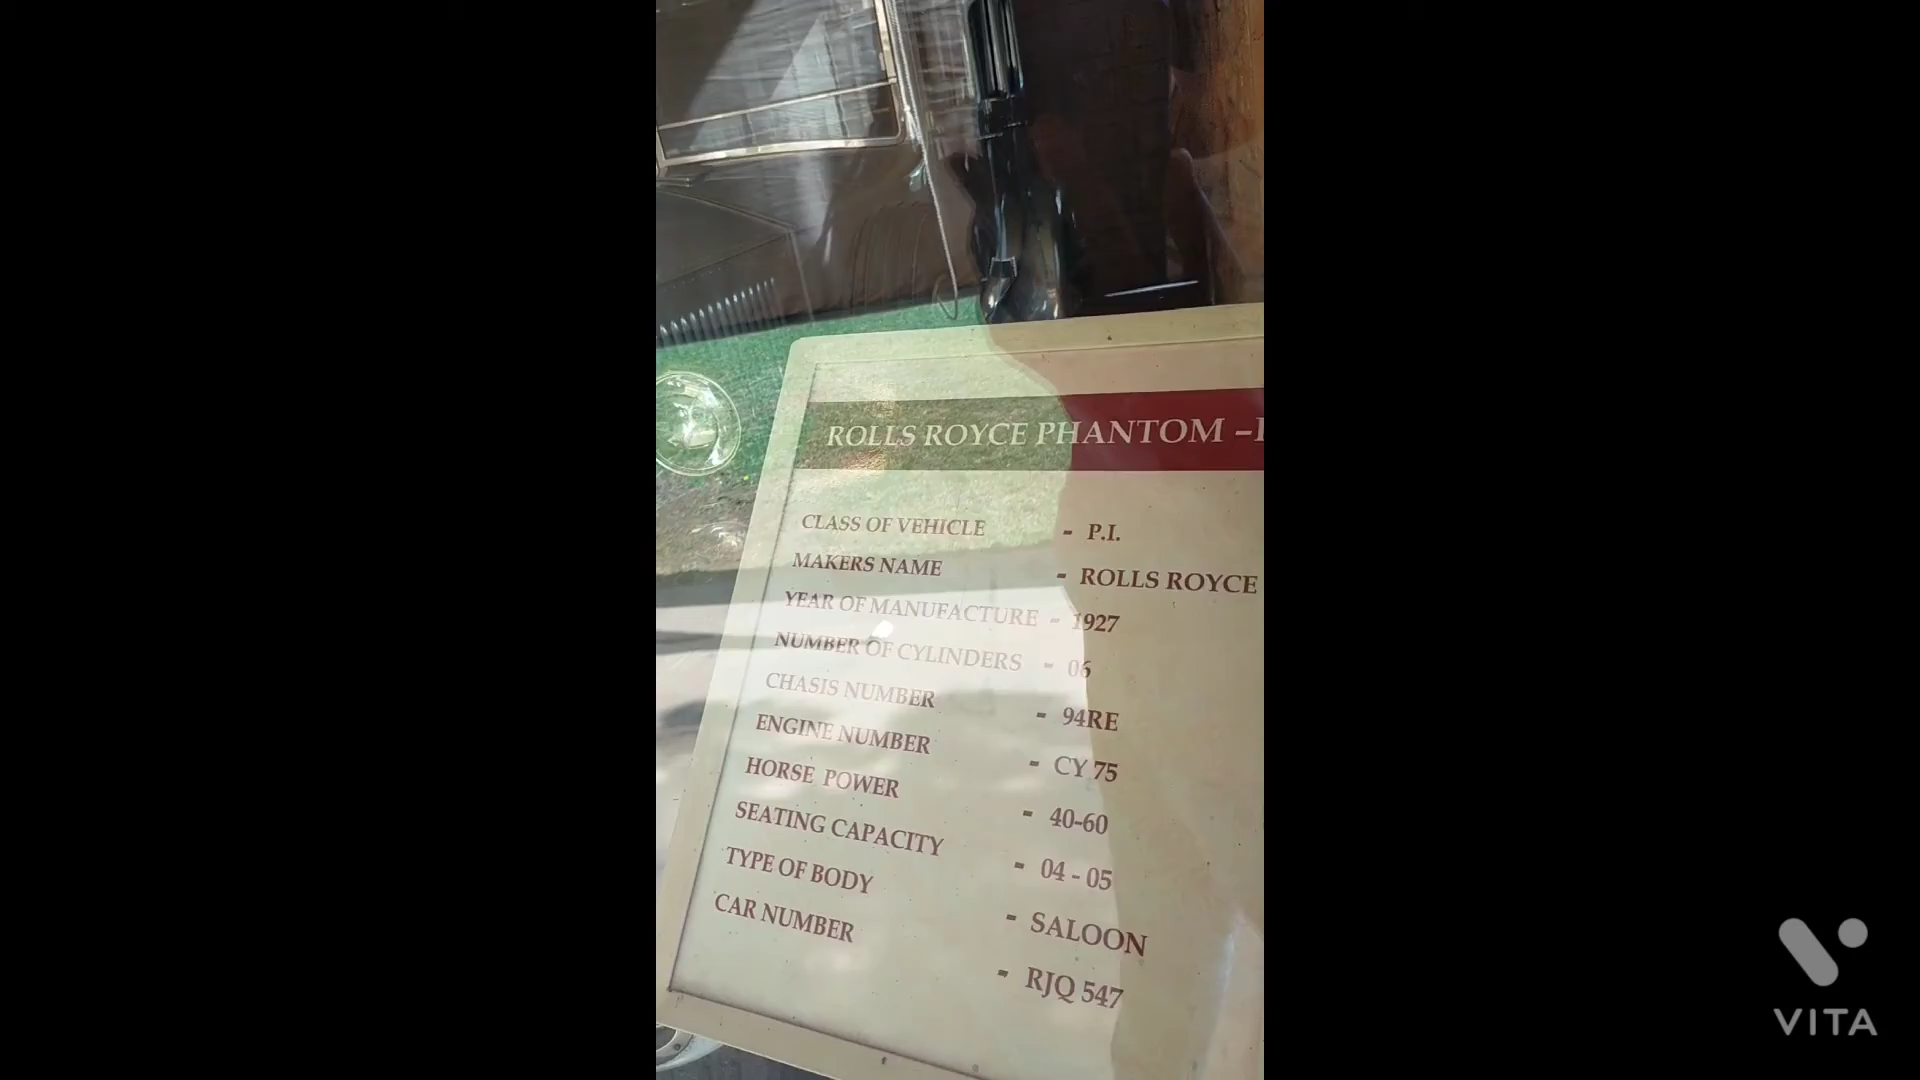 ROLLS ROYCE PHANTOM –I
CLASS OF VEHICLE - P.I.
MAKERS NAME - ROLLS ROYCE
YEAR OF MANUFACTURE - 1927
NUMBER OF CYLINDERS - 06
CHASIS NUMBER - 94RE
ENGINE NUMBER - CY 75
HORSE POWER - 40-60
SEATING CAPACITY - 04 - 05
TYPE OF BODY - SALOON
CAR NUMBER - RJQ 547
VITA